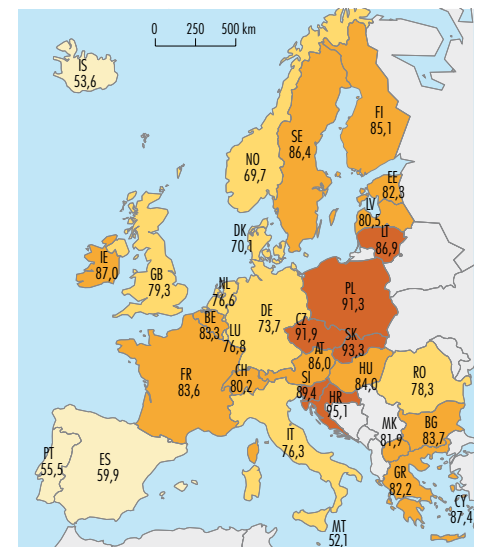 0 250 500 km
IS
53,6
FI
85,1
SE
86,4
NO
69,7
EE
82,3
LV
80,5
LT
86,9
DK
70,1
IE
87,0
GB
79,3
NL
76,6
PL
91,3
BE
83,3
DE
73,7
CZ
91,9
LU
76,8
SK
93,3
AT
86,0
CH
80,2
FR
83,6
SI
89,4
HU
84,0
RO
78,3
HR
95,1
MK
81,9
BG
83,7
IT
76,3
PT
55,5
ES
59,9
GR
82,2
CY
87,4
MT
52,1